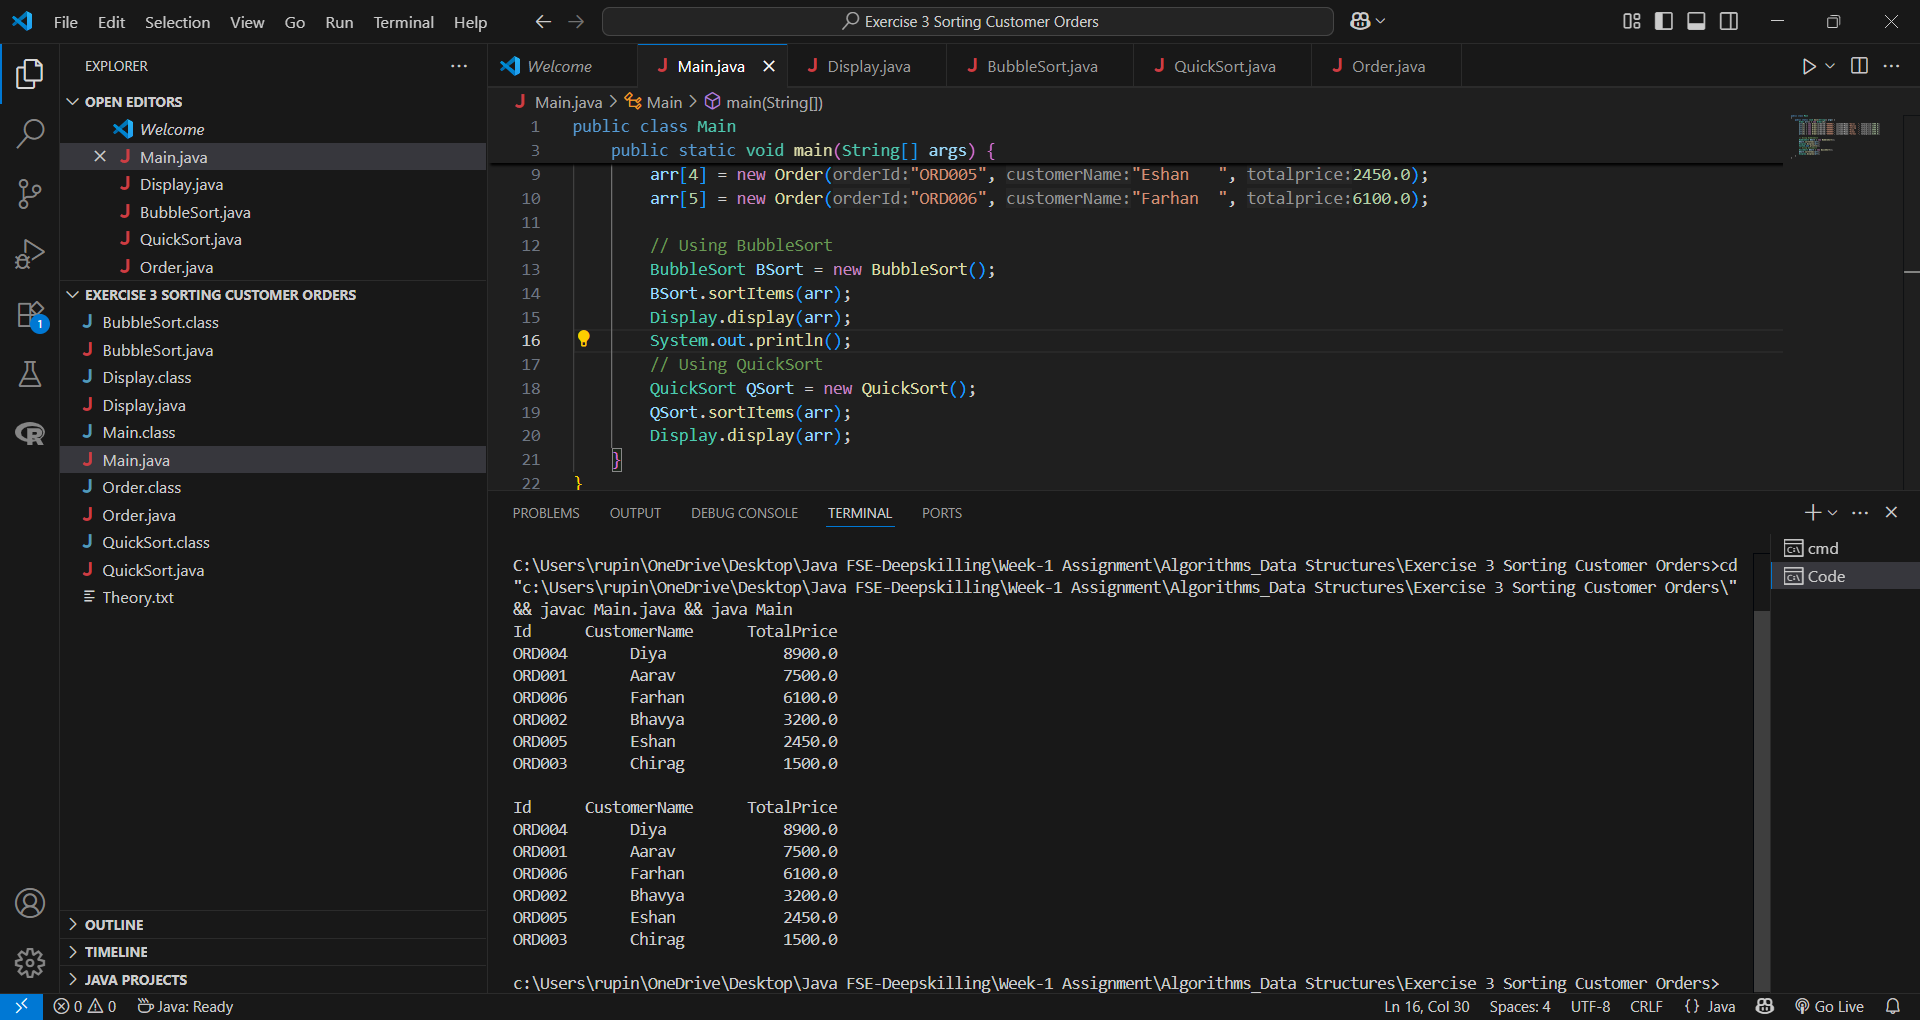 File Edit Selection View Go Run Terminal Help
Exercise 3 Sorting Customer Orders
EXPLORER
OPEN EDITORS
Welcome
Main.java
Display.java
BubbleSort.java
QuickSort.java
Order.java
EXERCISE 3 SORTING CUSTOMER ORDERS
BubbleSort.class
BubbleSort.java
Display.class
Display.java
Main.class
Main.java
Order.class
Order.java
QuickSort.class
QuickSort.java
Theory.txt
OUTLINE
TIMELINE
JAVA PROJECTS
1
Welcome Main.java Display.java BubbleSort.java QuickSort.java Order.java
Main.java > Main > main(String[])
1 public class Main
3 public static void main(String[] args) {
9 arr[4] = new Order(orderId:"ORD005", customerName:"Eshan   ", totalprice:2450.0);
10 arr[5] = new Order(orderId:"ORD006", customerName:"Farhan  ", totalprice:6100.0);
11
12 // Using BubbleSort
13 BubbleSort BSort = new BubbleSort();
14 BSort.sortItems(arr);
15 Display.display(arr);
16 System.out.println();
17 // Using QuickSort
18 QuickSort QSort = new QuickSort();
19 QSort.sortItems(arr);
20 Display.display(arr);
21 }
22 }
PROBLEMS OUTPUT DEBUG CONSOLE TERMINAL PORTS
cmd
Code
C:\Users\rupin\OneDrive\Desktop\Java FSE-Deepskilling\Week-1 Assignment\Algorithms_Data Structures\Exercise 3 Sorting Customer Orders>cd
"c:\Users\rupin\OneDrive\Desktop\Java FSE-Deepskilling\Week-1 Assignment\Algorithms_Data Structures\Exercise 3 Sorting Customer Orders\"
&& javac Main.java && java Main
Id CustomerName TotalPrice
ORD004 Diya 8900.0
ORD001 Aarav 7500.0
ORD006 Farhan 6100.0
ORD002 Bhavya 3200.0
ORD005 Eshan 2450.0
ORD003 Chirag 1500.0
Id CustomerName TotalPrice
ORD004 Diya 8900.0
ORD001 Aarav 7500.0
ORD006 Farhan 6100.0
ORD002 Bhavya 3200.0
ORD005 Eshan 2450.0
ORD003 Chirag 1500.0
c:\Users\rupin\OneDrive\Desktop\Java FSE-Deepskilling\Week-1 Assignment\Algorithms_Data Structures\Exercise 3 Sorting Customer Orders>
0 0 Java: Ready Ln 16, Col 30 Spaces: 4 UTF-8 CRLF {} Java Go Live